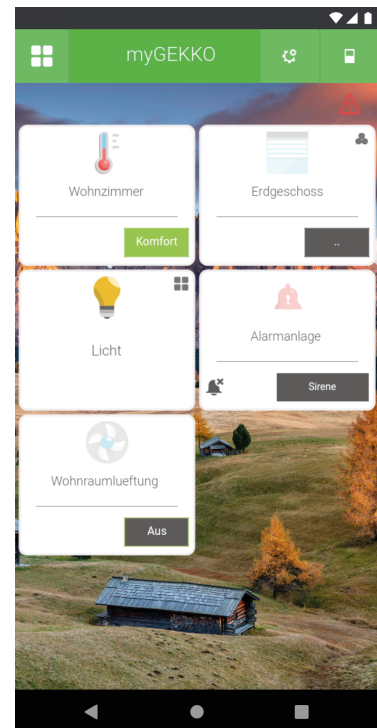 myGEKKO
Wohnzimmer
Komfort
Erdgeschoss
..
Licht
Alarmanlage
Sirene
Wohnraumlueftung
Aus